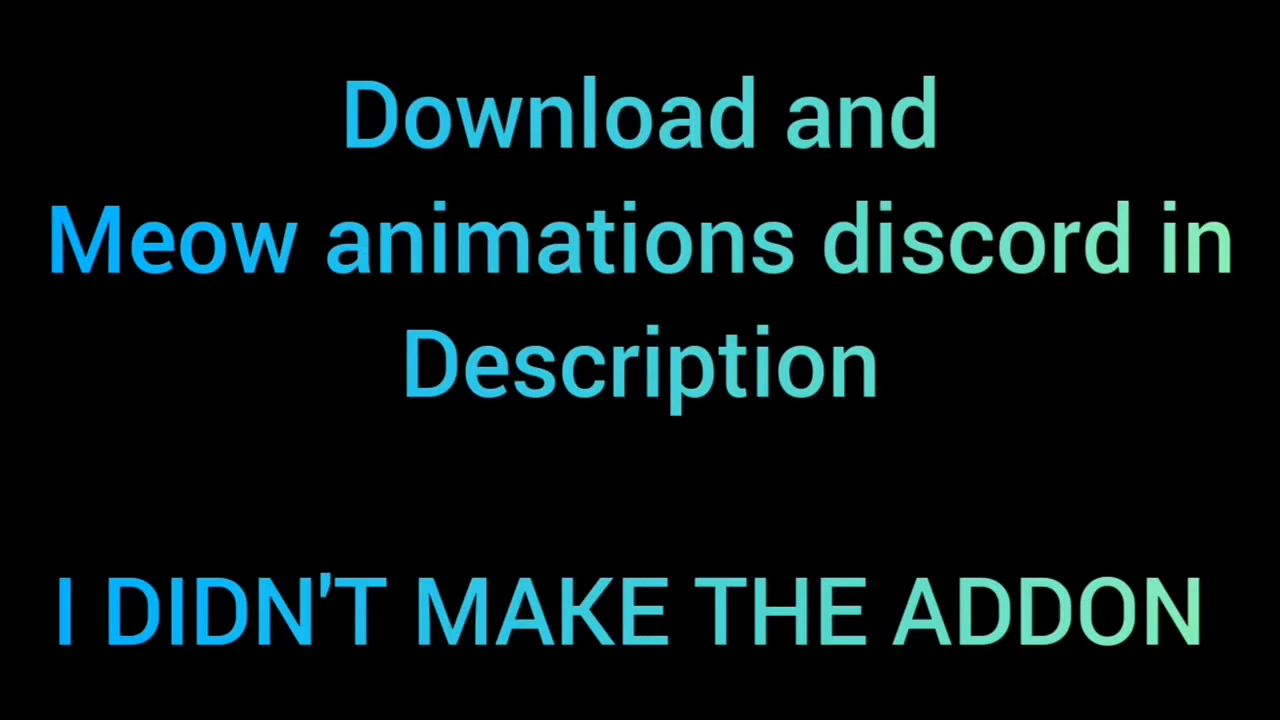 Download and
Meow animations discord in
Description
I DIDN'T MAKE THE ADDON